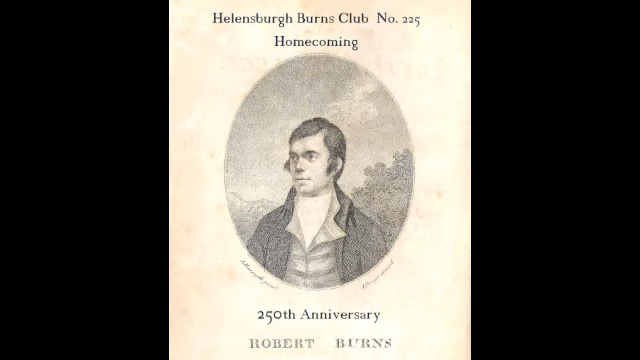 Helensburgh Burns Club No. 225
Homecoming
250th Anniversary
ROBERT BURNS